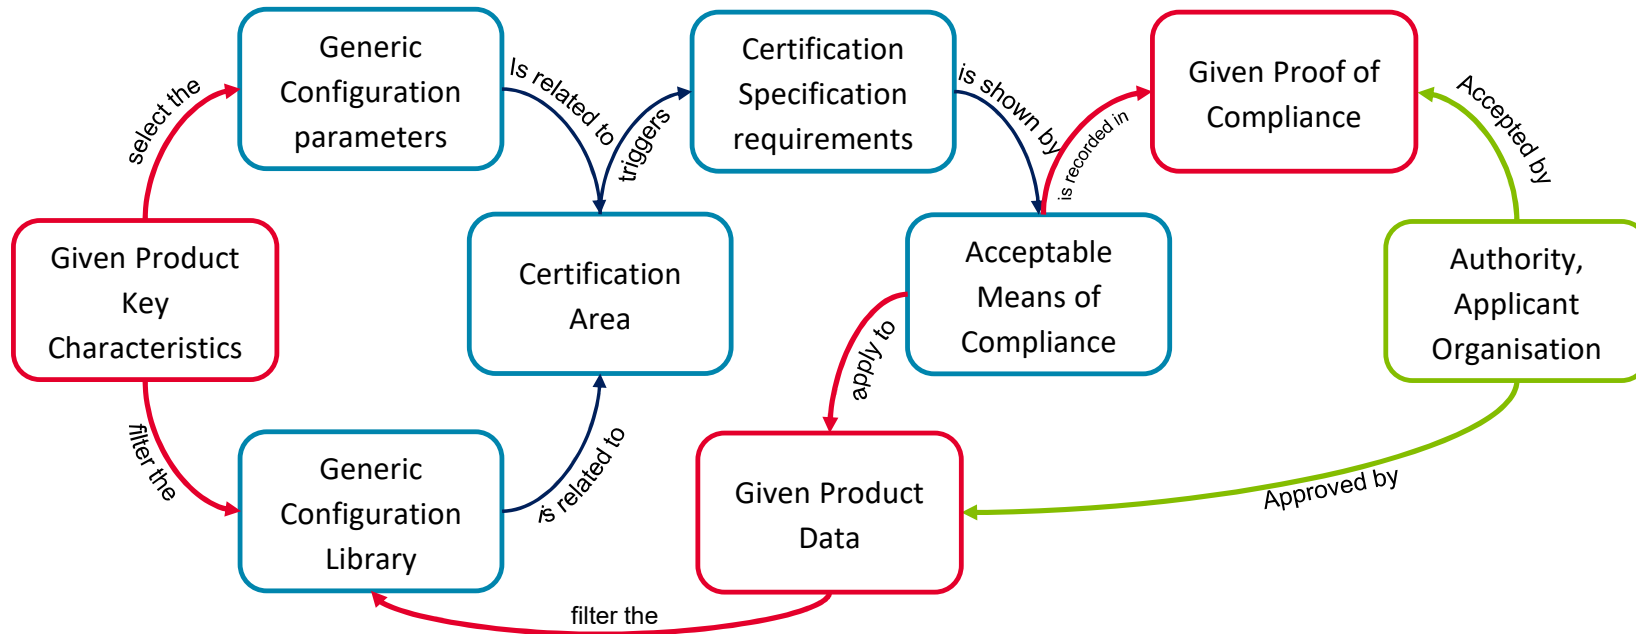 Generic
Configuration
parameters
Certification
Specification
requirements
Given Proof of
Compliance
select the
Is related to
triggers
is shown by
is recorded in
Accepted by
Given Product
Key
Characteristics
Certification
Area
Acceptable
Means of
Compliance
Authority,
Applicant
Organisation
filter the
is related to
apply to
Approved by
Generic
Configuration
Library
Given Product
Data
filter the